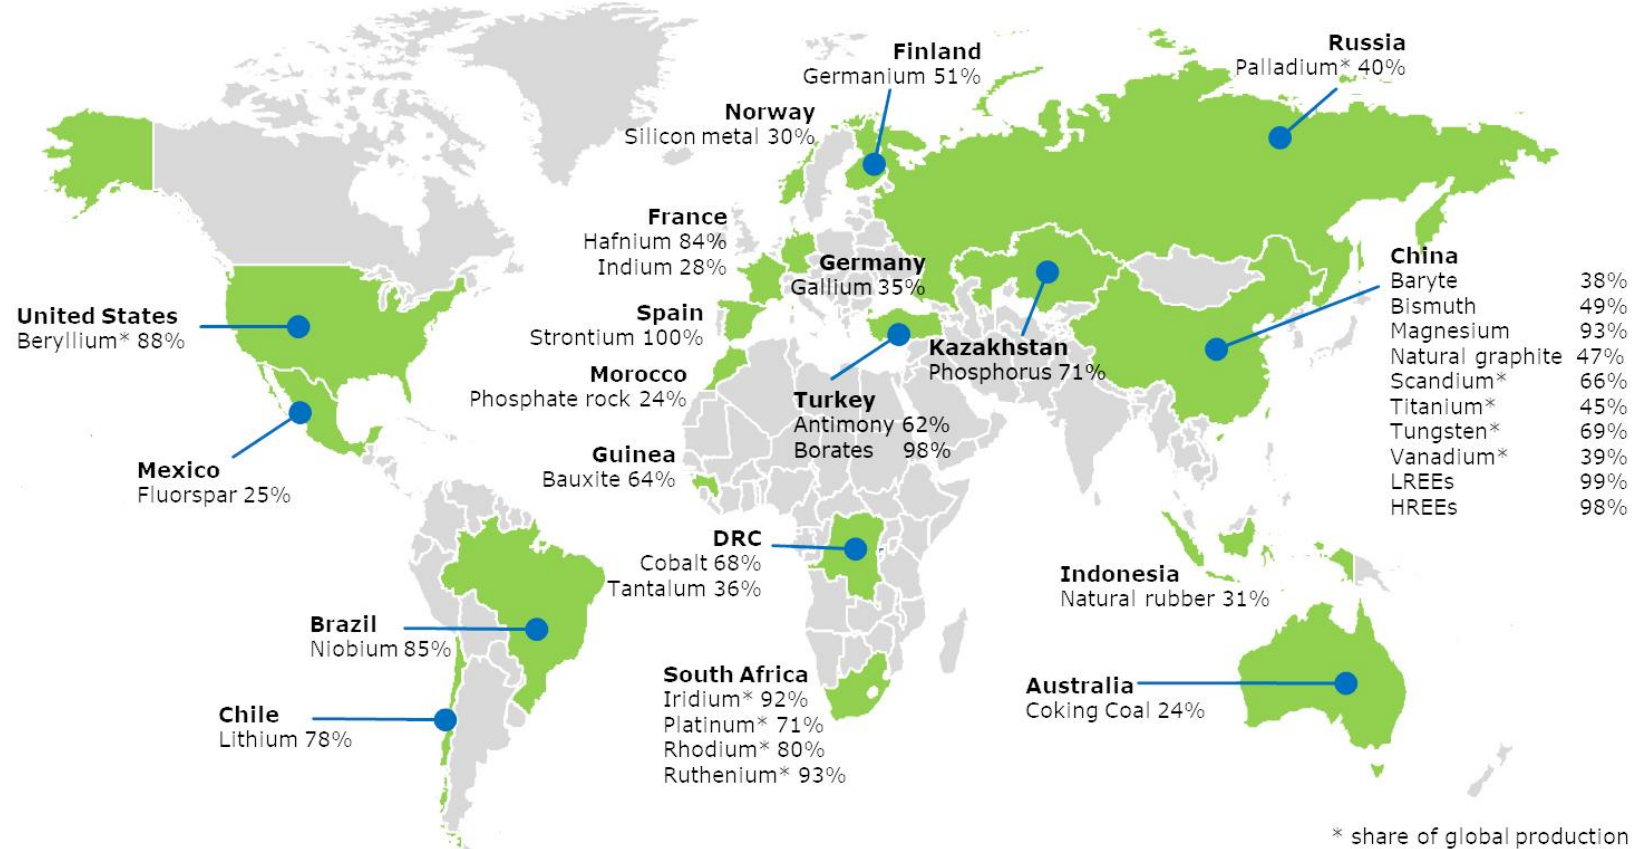 Finland
Germanium 51%
Russia
Palladium* 40%
Norway
Silicon metal 30%
France
Hafnium 84%
Indium 28%
Germany
Gallium 35%
China
Baryte 38%
Bismuth 49%
Magnesium 93%
Natural graphite 47%
Scandium* 66%
Titanium* 45%
Tungsten* 69%
Vanadium* 39%
LREEs 99%
HREEs 98%
United States
Beryllium* 88%
Spain
Strontium 100%
Kazakhstan
Phosphorus 71%
Morocco
Phosphate rock 24%
Turkey
Antimony 62%
Borates 98%
Mexico
Fluorspar 25%
Guinea
Bauxite 64%
DRC
Cobalt 68%
Tantalum 36%
Indonesia
Natural rubber 31%
Brazil
Niobium 85%
South Africa
Iridium* 92%
Platinum* 71%
Rhodium* 80%
Ruthenium* 93%
Australia
Coking Coal 24%
Chile
Lithium 78%
* share of global production